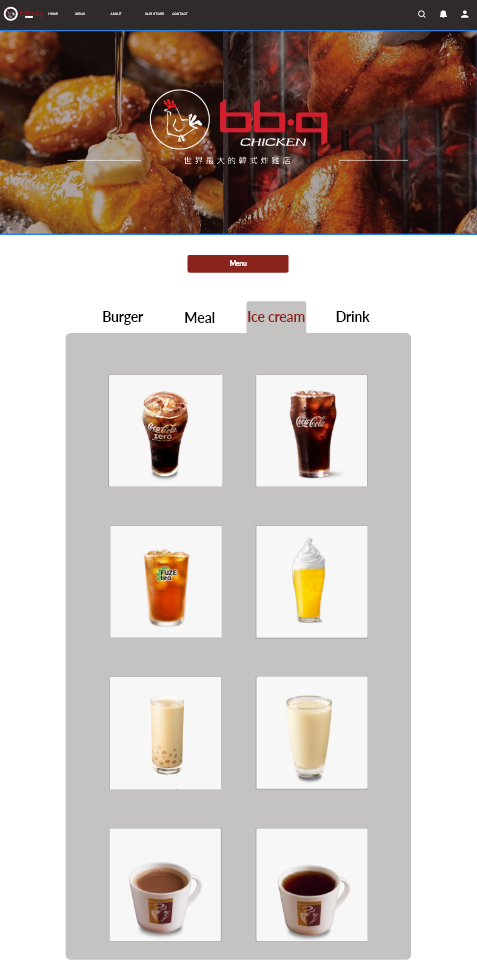 HOME MENU ABOUT OUR STORE CONTACT
bb.q
CHICKEN
世界最大的韓式炸雞店
Menu
Burger Meal Ice cream Drink
Coca-Cola
zero
Coca-Cola
FUZE
tea